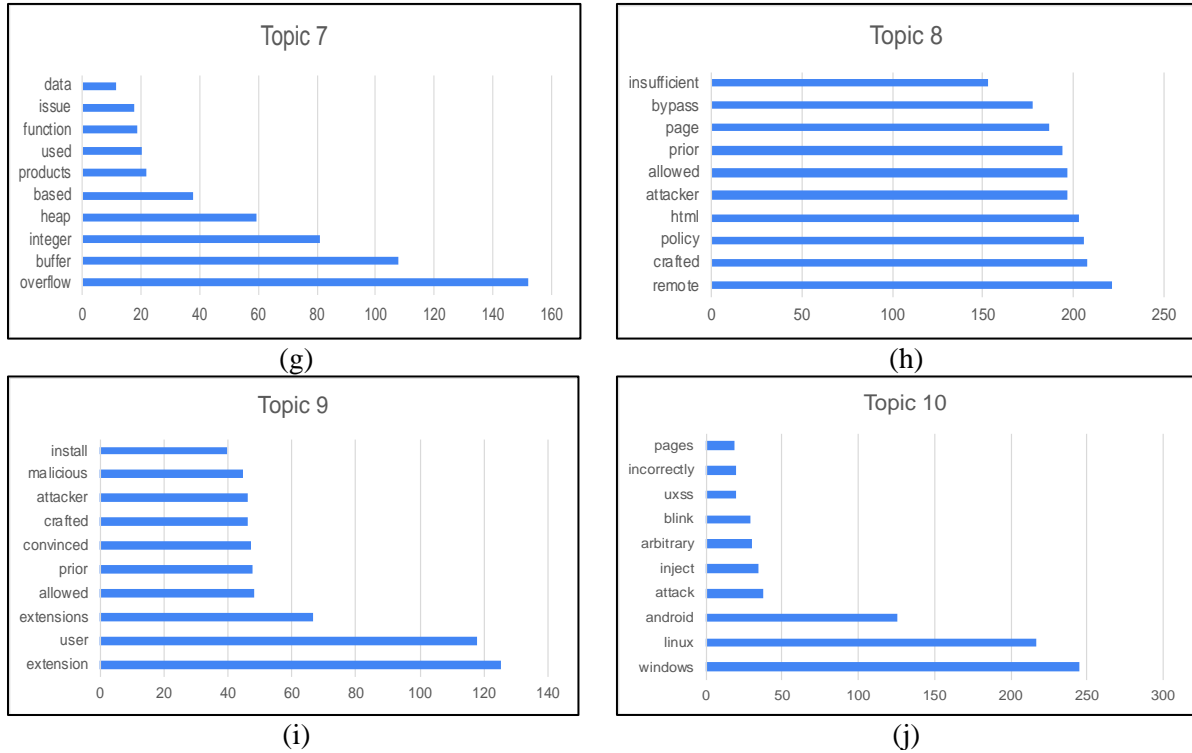 Topic 7
data
issue
function
used
products
based
heap
integer
buffer
overflow
0 20 40 60 80 100 120 140 160
(g)
Topic 8
insufficient
bypass
page
prior
allowed
attacker
html
policy
crafted
remote
0 50 100 150 200 250
(h)
Topic 9
install
malicious
attacker
crafted
convinced
prior
allowed
extensions
user
extension
0 20 40 60 80 100 120 140
(i)
Topic 10
pages
incorrectly
uxss
blink
arbitrary
inject
attack
android
linux
windows
0 50 100 150 200 250 300
(j)